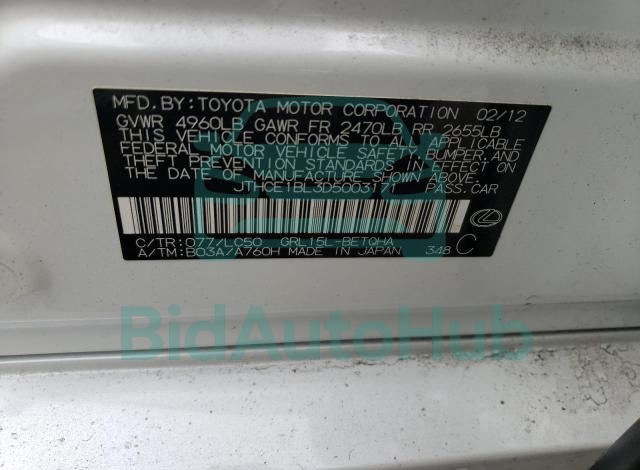 MFD. BY: TOYOTA MOTOR CORPORATION 02/12
GVWR 4960LB GAWR FR 2470LB RR 2655LB
THIS VEHICLE CONFORMS TO ALL APPLICABLE
FEDERAL MOTOR VEHICLE SAFETY, BUMPER, AND
THEFT PREVENTION STANDARDS IN EFFECT ON
THE DATE OF MANUFACTURE SHOWN ABOVE.
JTHCE1BL3D5003171 PASS. CAR
C/TR: 077/LC50 GRL15L-BETQHA
A/TM: B03A/A760H MADE IN JAPAN 348 C
BidAutoHub